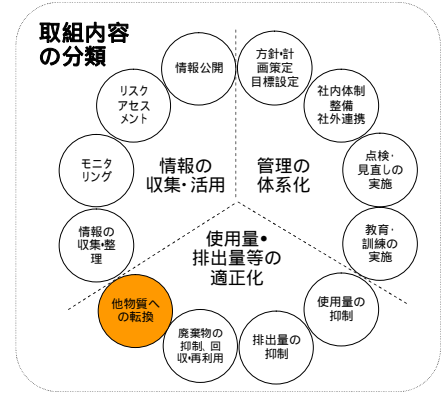 取組内容
の分類
情報公開
方針・計
画策定
目標設定
リスク
アセス
メント
社内体制
整備
社外連携
モニタ
リング
情報の
収集・活用
管理の
体系化
点検・
見直しの
実施
情報の
収集・整
理
使用量・
排出量等の
適正化
教育・
訓練の
実施
他物質へ
の転換
使用量の
抑制
廃棄物の
抑制、回
収・再利用
排出量の
抑制